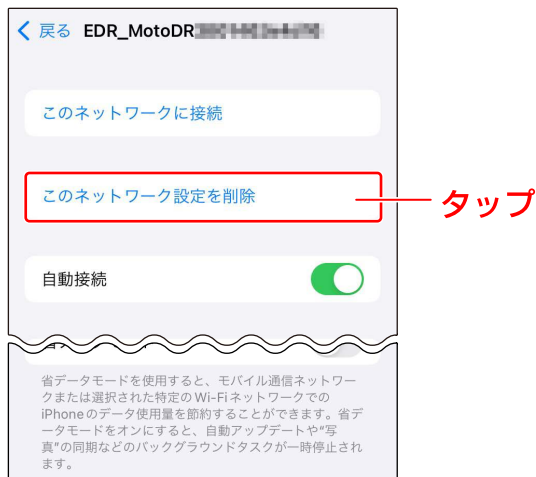 戻る EDR_MotoDR
このネットワークに接続
このネットワーク設定を削除
タップ
自動接続
省データモードを使用すると、モバイル通信ネットワー
クまたは選択された特定のWi-Fiネットワークでの
iPhoneのデータ使用量を節約することができます。省デ
ータモードをオンにすると、自動アップデートや"写
真"の同期などのバックグラウンドタスクが一時停止され
ます。